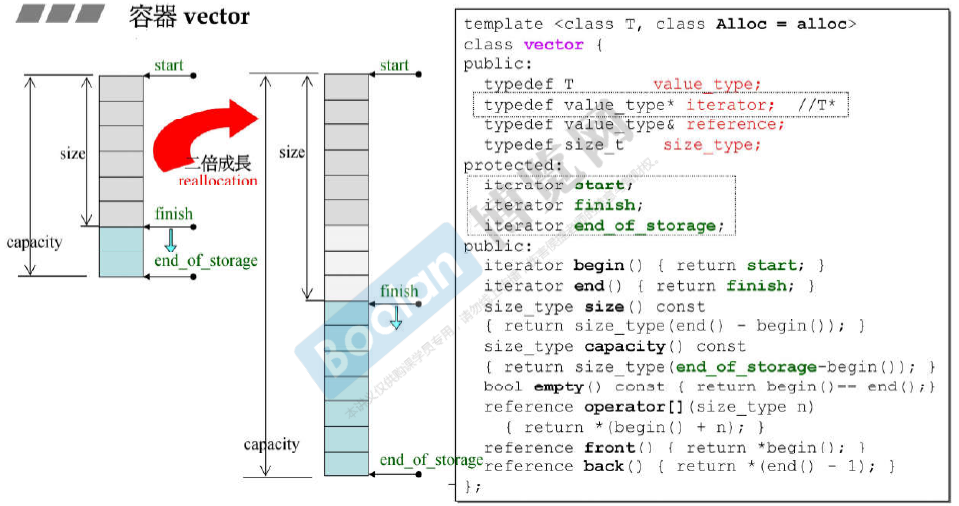 容器 vector
start
size
二倍成長
reallocation
finish
capacity
end_of_storage
start
size
finish
capacity
end_of_storage
template <class T, class Alloc = alloc>
class vector {
public:
typedef T value_type;
typedef value_type* iterator; //T*
typedef value_type& reference;
typedef size_t size_type;
protected:
iterator start;
iterator finish;
iterator end_of_storage;
public:
iterator begin() { return start; }
iterator end() { return finish; }
size_type size() const
{ return size_type(end() - begin()); }
size_type capacity() const
{ return size_type(end_of_storage-begin()); }
bool empty() const { return begin()== end();}
reference operator[](size_type n)
{ return *(begin() + n); }
reference front() { return *begin(); }
reference back() { return *(end() - 1); }
};
Boolan
博览网